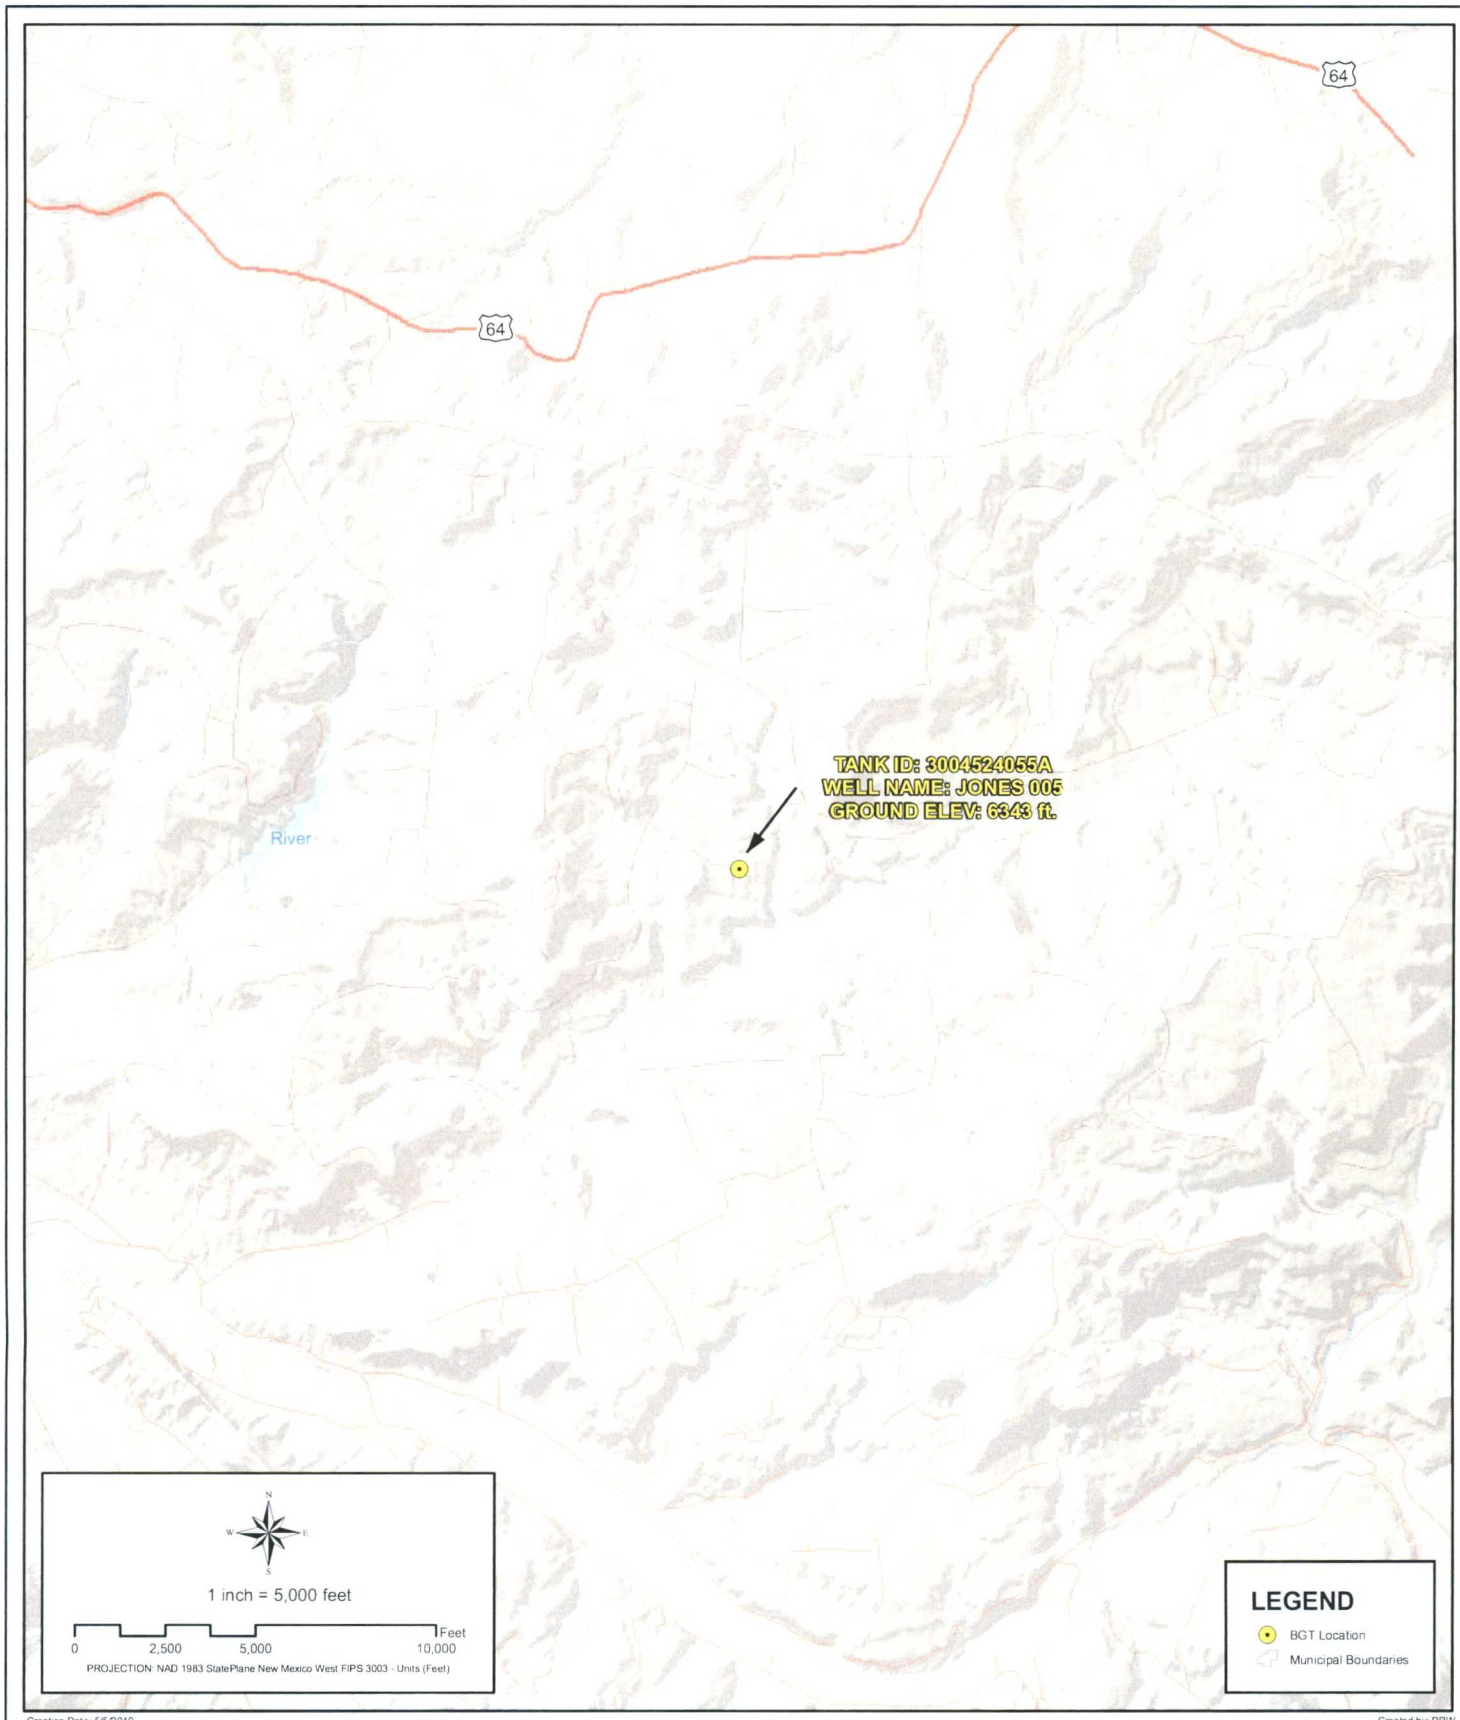 64
64
TANK ID: 3004524055A
WELL NAME: JONES 005
GROUND ELEV: 6343 ft.
River
N
W E
S
1 inch = 5,000 feet
Feet
0 2,500 5,000 10,000
PROJECTION: NAD 1983 StatePlane New Mexico West FIPS 3003 - Units (Feet)
LEGEND
BGT Location
Municipal Boundaries